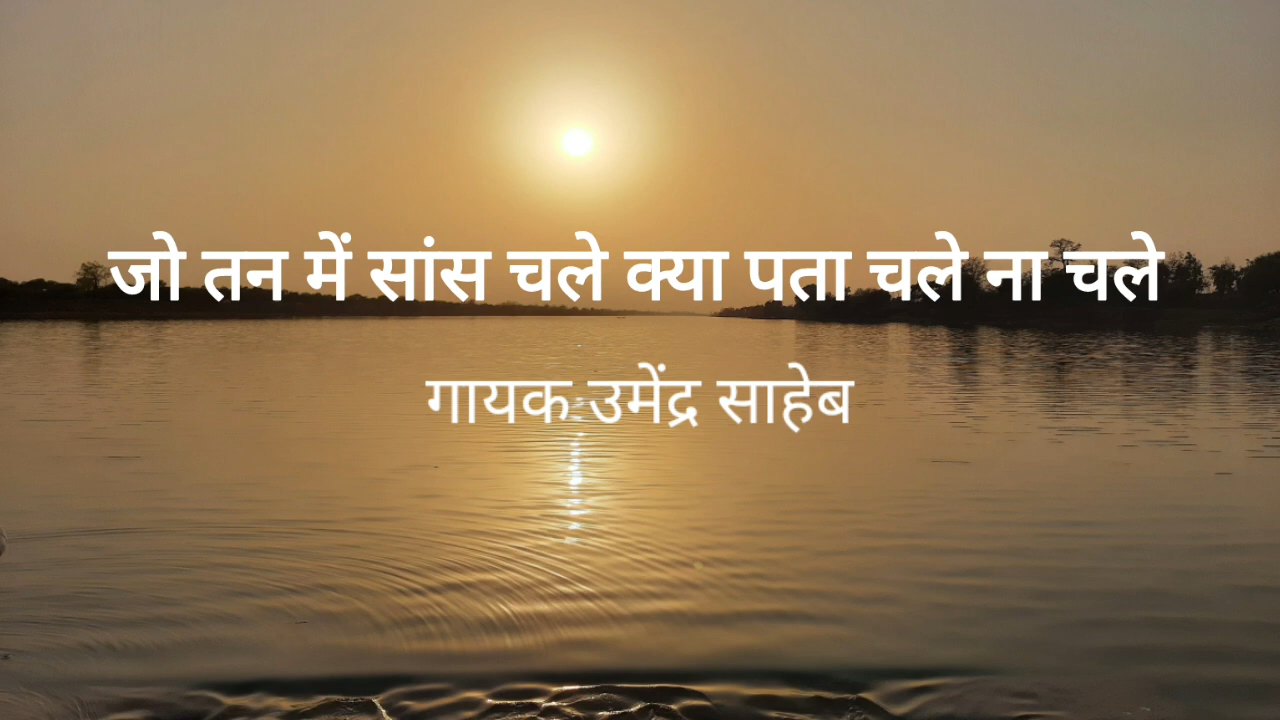 जो तन में सांस चले क्या पता चले ना चले
गायक-उमेंद्र साहेब